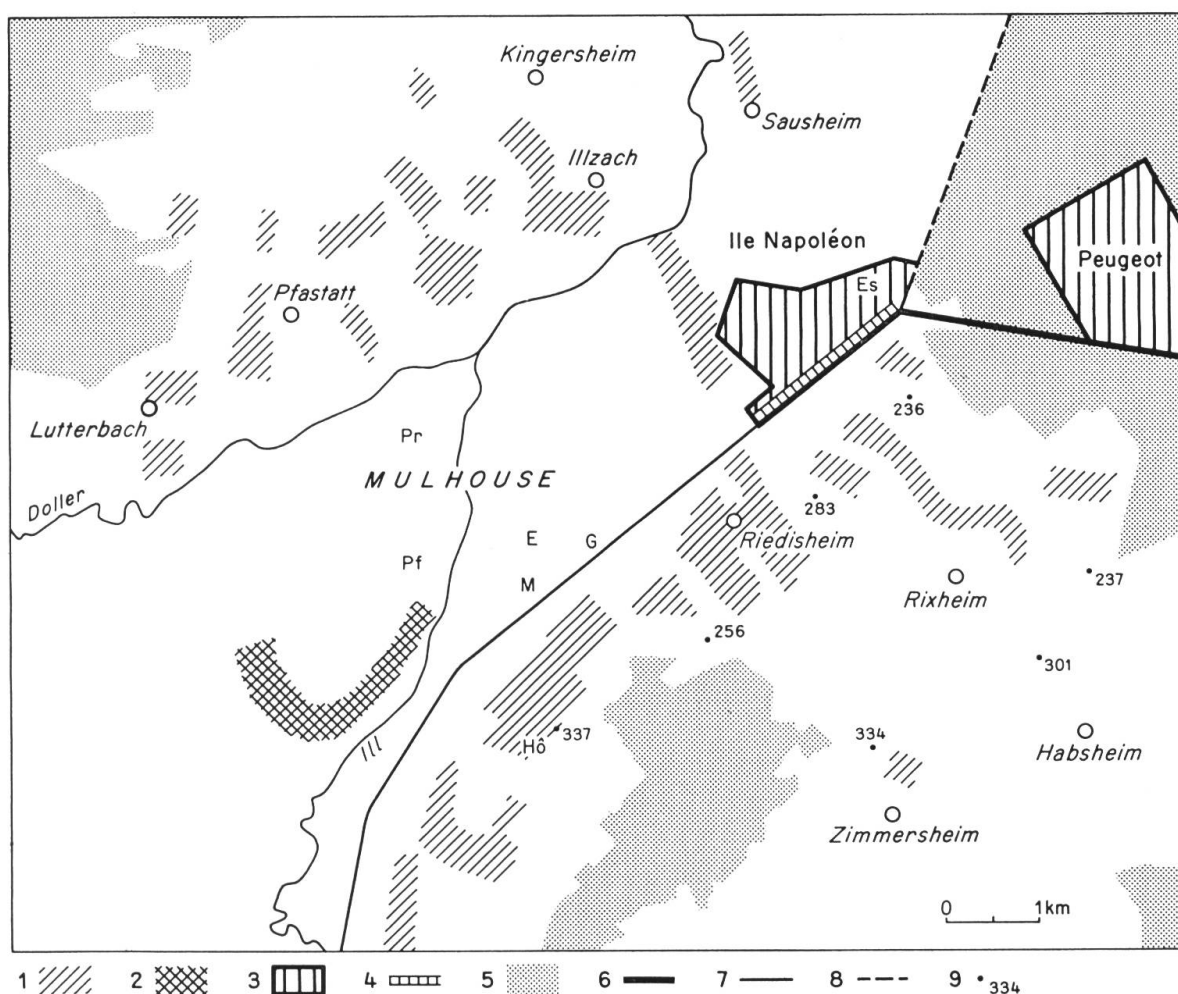 Kingersheim
Sausheim
Illzach
Ile Napoléon
Peugeot
Es
Pfastatt
236
Lutterbach
Pr
MULHOUSE
283
Doller
E G
Riedisheim
Pf
M
237
Rixheim
256
301
Hô 337
334
Ill
Habsheim
Zimmersheim
0 1km
1 2 3 4 5 6 7 8 9 334